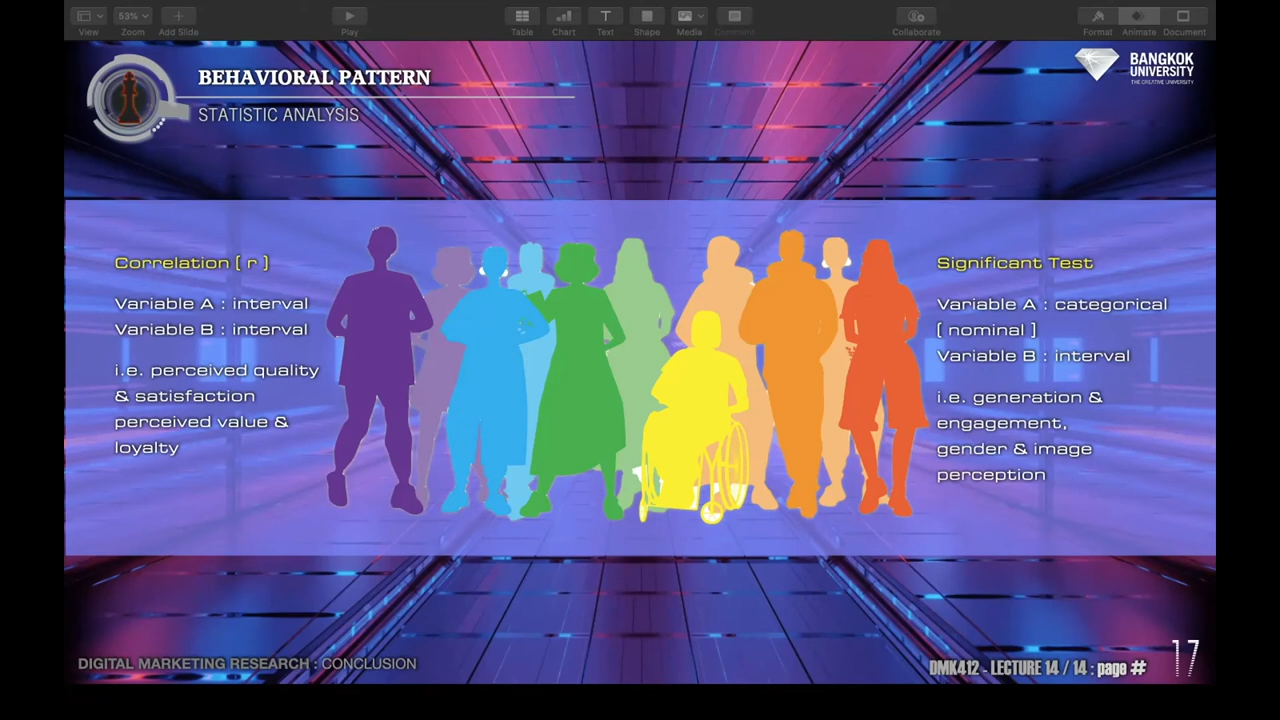 53%
View
Zoom
Add Slide
Play
Table
Chart
Text
Shape
Media
Comment
Collaborate
Format
Animate
Document
BEHAVIORAL PATTERN
STATISTIC ANALYSIS
BANGKOK
UNIVERSITY
THE CREATIVE UNIVERSITY
Correlation [ r ]
Variable A : interval
Variable B : interval
i.e. perceived quality
& satisfaction
perceived value &
loyalty
Significant Test
Variable A : categorical
[ nominal ]
Variable B : interval
i.e. generation &
engagement,
gender & image
perception
DIGITAL MARKETING RESEARCH : CONCLUSION
DMK412 - LECTURE 14 / 14 : page #
17